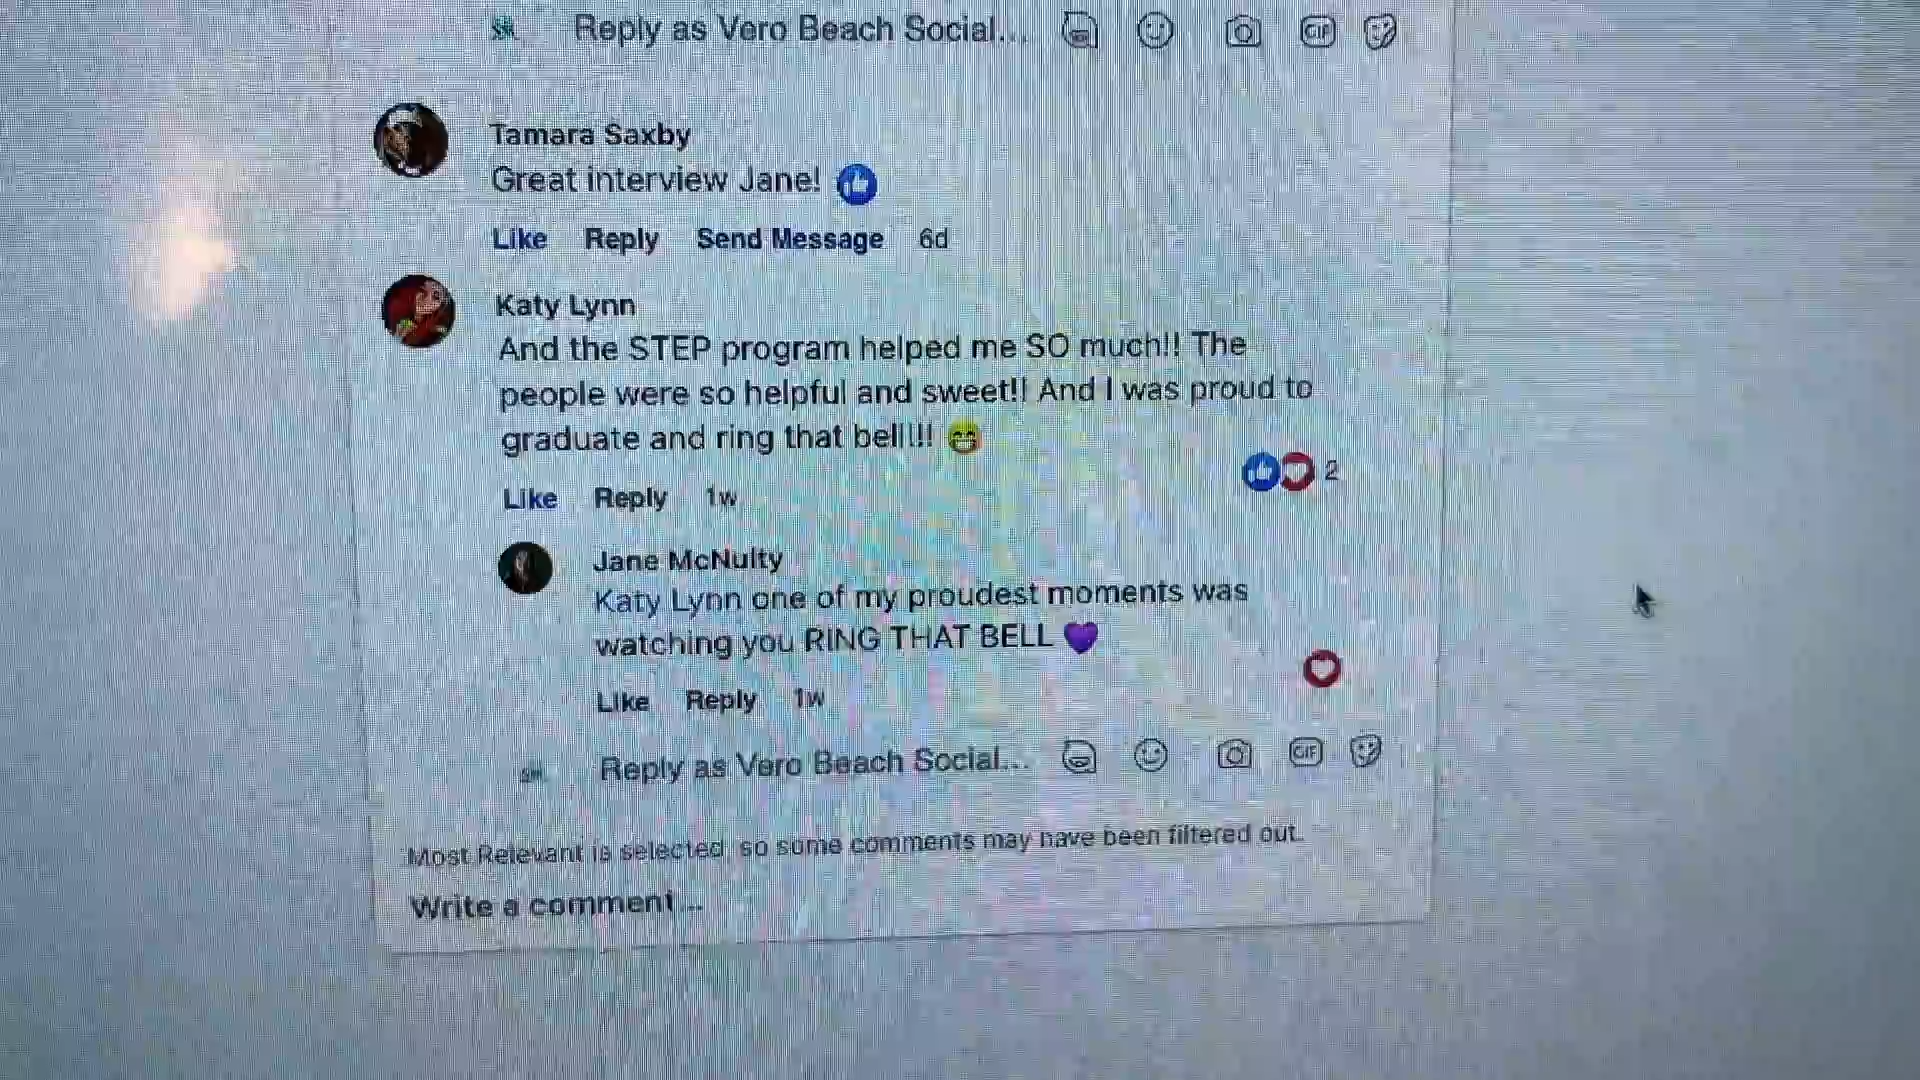 Reply as Vero Beach Social...
GIF
Tamara Saxby
Great interview Jane!
Like Reply Send Message 6d
Katy Lynn
And the STEP program helped me SO much!! The
people were so helpful and sweet!! And I was proud to
graduate and ring that bell!!!
2
Like Reply 1w
Jane McNulty
Katy Lynn one of my proudest moments was
watching you RING THAT BELL
Like Reply 1w
Reply as Vero Beach Social...
GIF
Most Relevant is selected, so some comments may have been filtered out.
Write a comment...